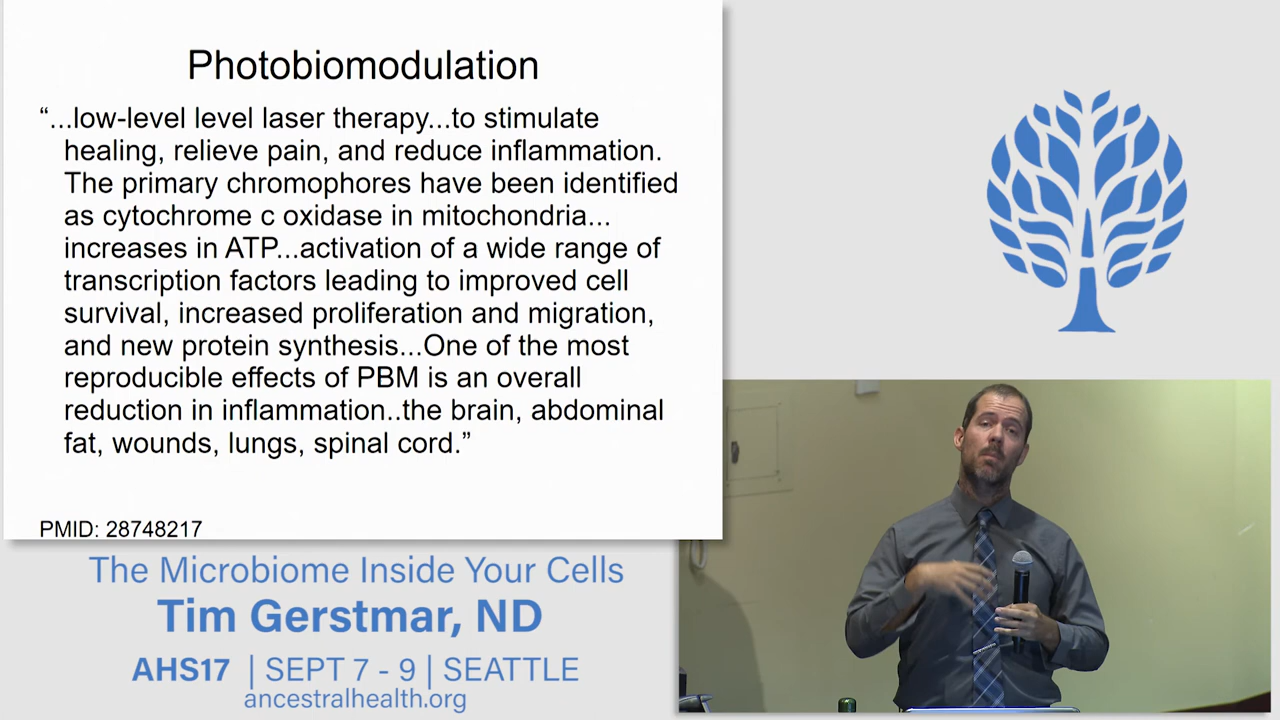 Photobiomodulation
“...low-level level laser therapy...to stimulate
healing, relieve pain, and reduce inflammation.
The primary chromophores have been identified
as cytochrome c oxidase in mitochondria...
increases in ATP...activation of a wide range of
transcription factors leading to improved cell
survival, increased proliferation and migration,
and new protein synthesis...One of the most
reproducible effects of PBM is an overall
reduction in inflammation..the brain, abdominal
fat, wounds, lungs, spinal cord.”
PMID: 28748217
The Microbiome Inside Your Cells
Tim Gerstmar, ND
AHS17 | SEPT 7 - 9 | SEATTLE
ancestralhealth.org